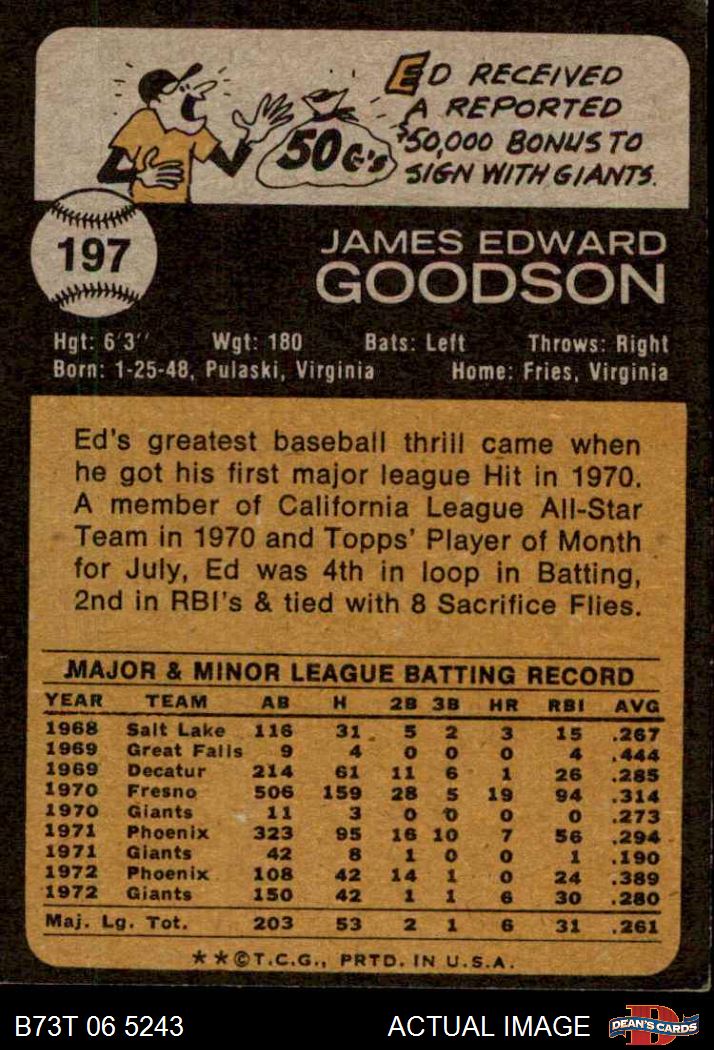 ED RECEIVED
A REPORTED
$50,000 BONUS TO
SIGN WITH GIANTS.
50 G's
197
JAMES EDWARD
GOODSON
Hgt: 6'3'' Wgt: 180 Bats: Left Throws: Right
Born: 1-25-48, Pulaski, Virginia Home: Fries, Virginia
Ed's greatest baseball thrill came when
he got his first major league Hit in 1970.
A member of California League All-Star
Team in 1970 and Topps' Player of Month
for July, Ed was 4th in loop in Batting,
2nd in RBI's & tied with 8 Sacrifice Flies.
MAJOR & MINOR LEAGUE BATTING RECORD
YEAR TEAM AB H 2B 3B HR RBI AVG
1968 Salt Lake 116 31 5 2 3 15 .267
1969 Great Falls 9 4 0 0 0 4 .444
1969 Decatur 214 61 11 6 1 26 .285
1970 Fresno 506 159 28 5 19 94 .314
1970 Giants 11 3 0 0 0 0 .273
1971 Phoenix 323 95 16 10 7 56 .294
1971 Giants 42 8 1 0 0 1 .190
1972 Phoenix 108 42 14 1 0 24 .389
1972 Giants 150 42 1 1 6 30 .280
Maj. Lg. Tot. 203 53 2 1 6 31 .261
**©T.C.G., PRTD. IN U.S.A.
B73T 06 5243 ACTUAL IMAGE DEAN'S CARDS